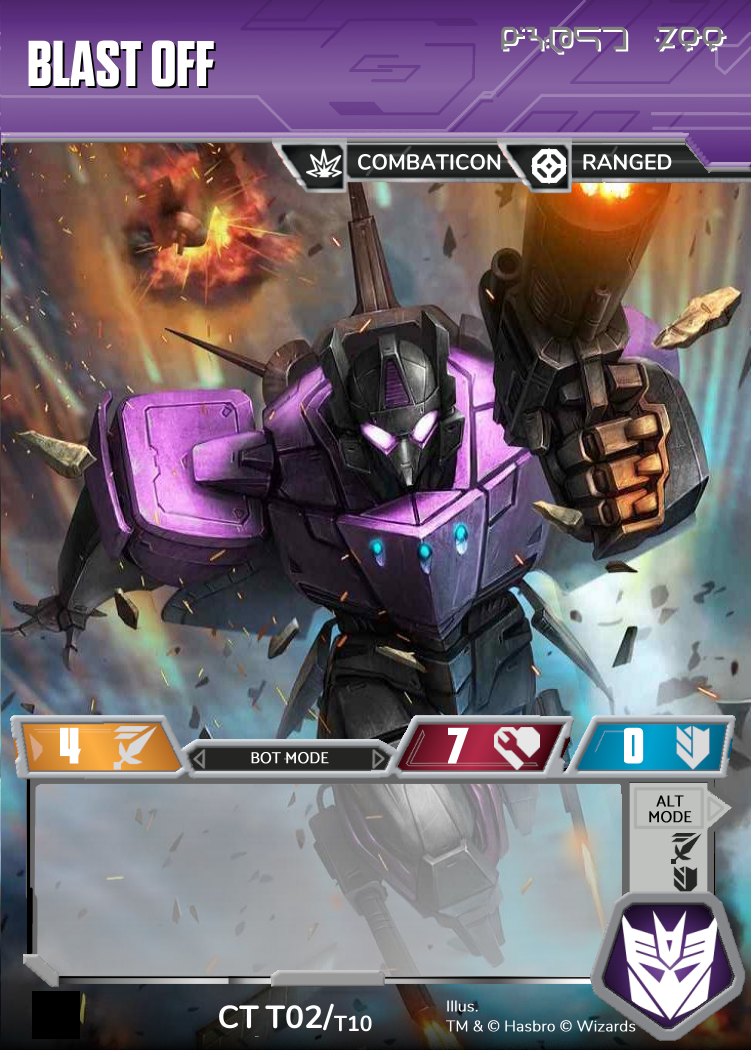 BLAST OFF
COMBATICON RANGED
4
BOT MODE
7
0
ALT
MODE
CT T02/T10
Illus.
TM & © Hasbro © Wizards